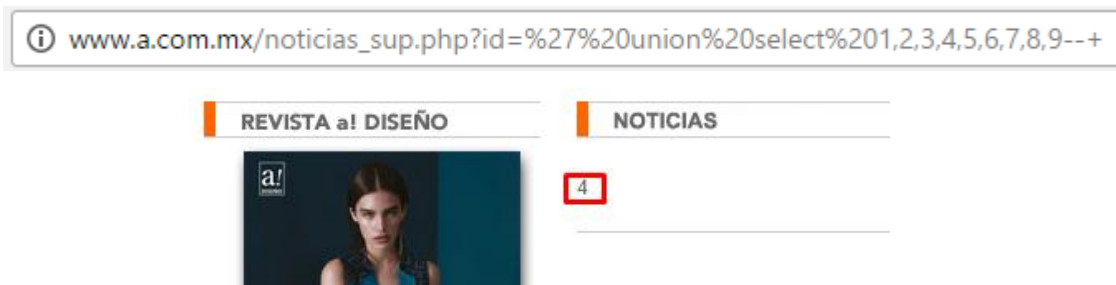 www.a.com.mx/noticias_sup.php?id=%27%20union%20select%201,2,3,4,5,6,7,8,9--+
REVISTA a! DISEÑO
NOTICIAS
a!
4